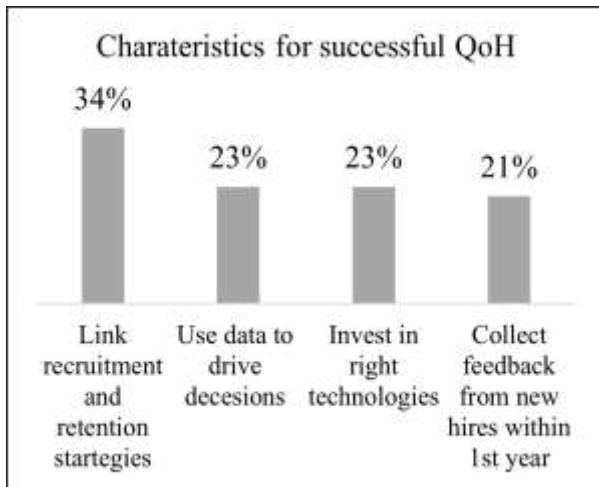 Charateristics for successful QoH
34%
23%
23%
21%
Link
recruitment
and
retention
startegies
Use data to
drive
decesions
Invest in
right
technologies
Collect
feedback
from new
hires within
1st year